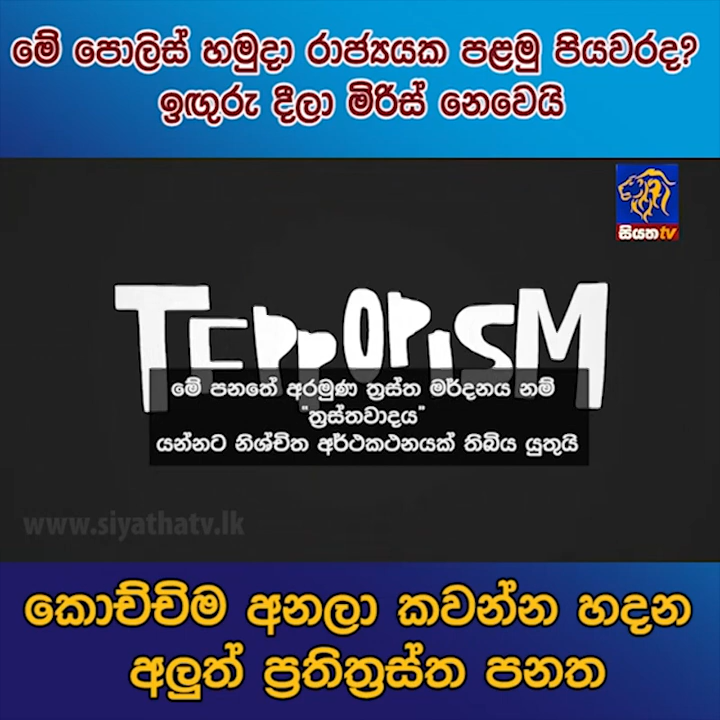 මේ පොලිස් හමුදා රාජ්‍යයක පළමු පියවරද?
ඉඟුරු දීලා මිරිස් නෙවෙයි
සියත tv
TERRORISM
මේ පනතේ අරමුණ ත්‍රස්ත මර්දනය නම්
"ත්‍රස්තවාදය"
යන්නට නිශ්චිත අර්ථකථනයක් තිබිය යුතුයි
www.siyathatv.lk
කොච්චිම අනලා කවන්න හදන
අලුත් ප්‍රතිත්‍රස්ත පනත